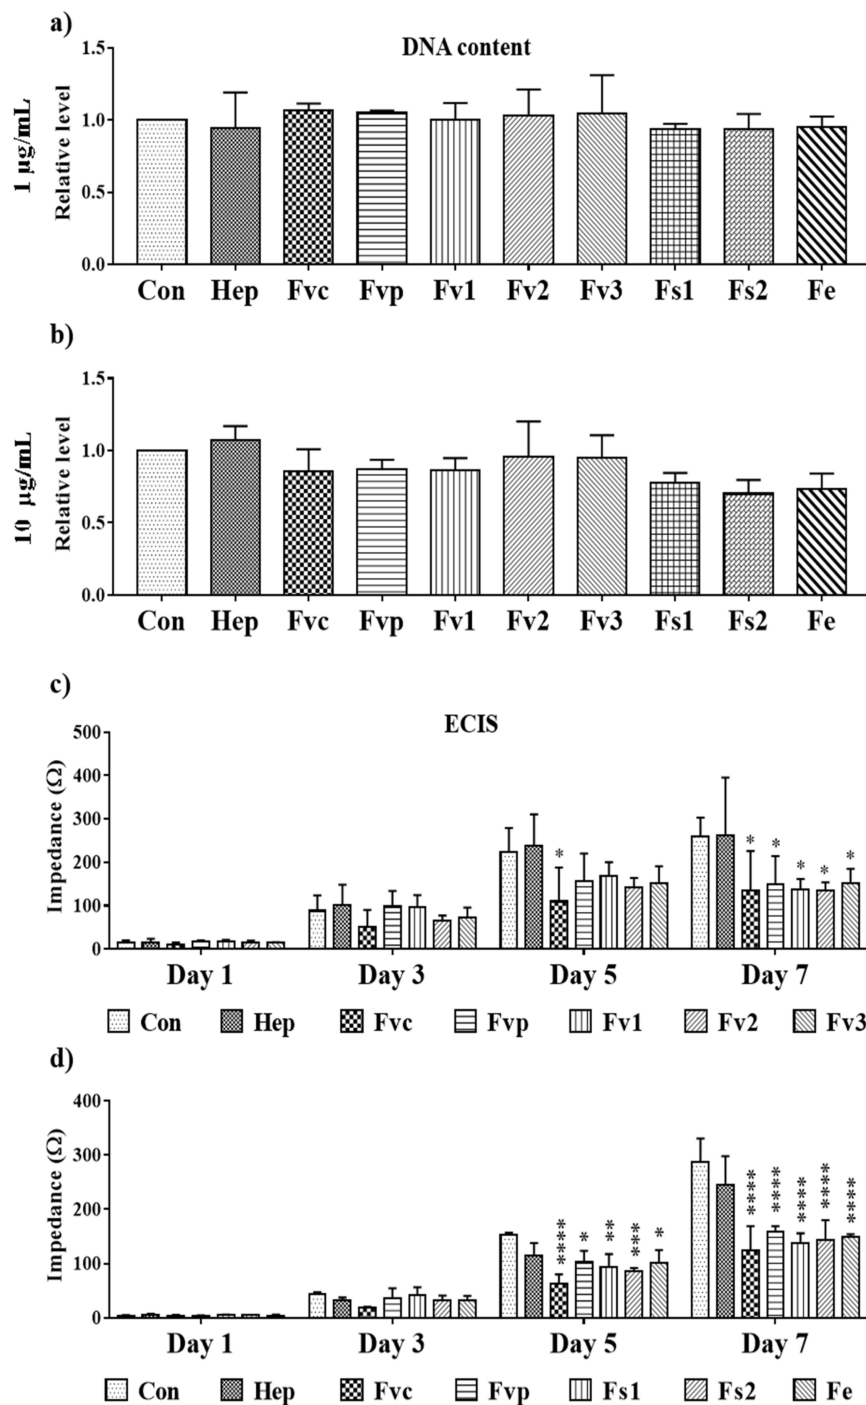 a)
DNA content
1 µg/mL
Relative level
1.5
1.0
0.5
0.0
Con Hep Fvc Fvp Fv1 Fv2 Fv3 Fs1 Fs2 Fe
b)
10 µg/mL
Relative level
1.5
1.0
0.5
0.0
Con Hep Fvc Fvp Fv1 Fv2 Fv3 Fs1 Fs2 Fe
c)
ECIS
Impedance (Ω)
500
400
300
200
100
0
*
* * * * * *
Day 1 Day 3 Day 5 Day 7
Con Hep Fvc Fvp Fv1 Fv2 Fv3
d)
Impedance (Ω)
400
300
200
100
0
**** * ** *** *
**** **** **** **** ****
Day 1 Day 3 Day 5 Day 7
Con Hep Fvc Fvp Fs1 Fs2 Fe